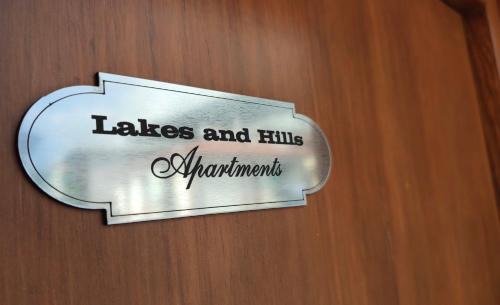 Lakes and Hills
Apartments